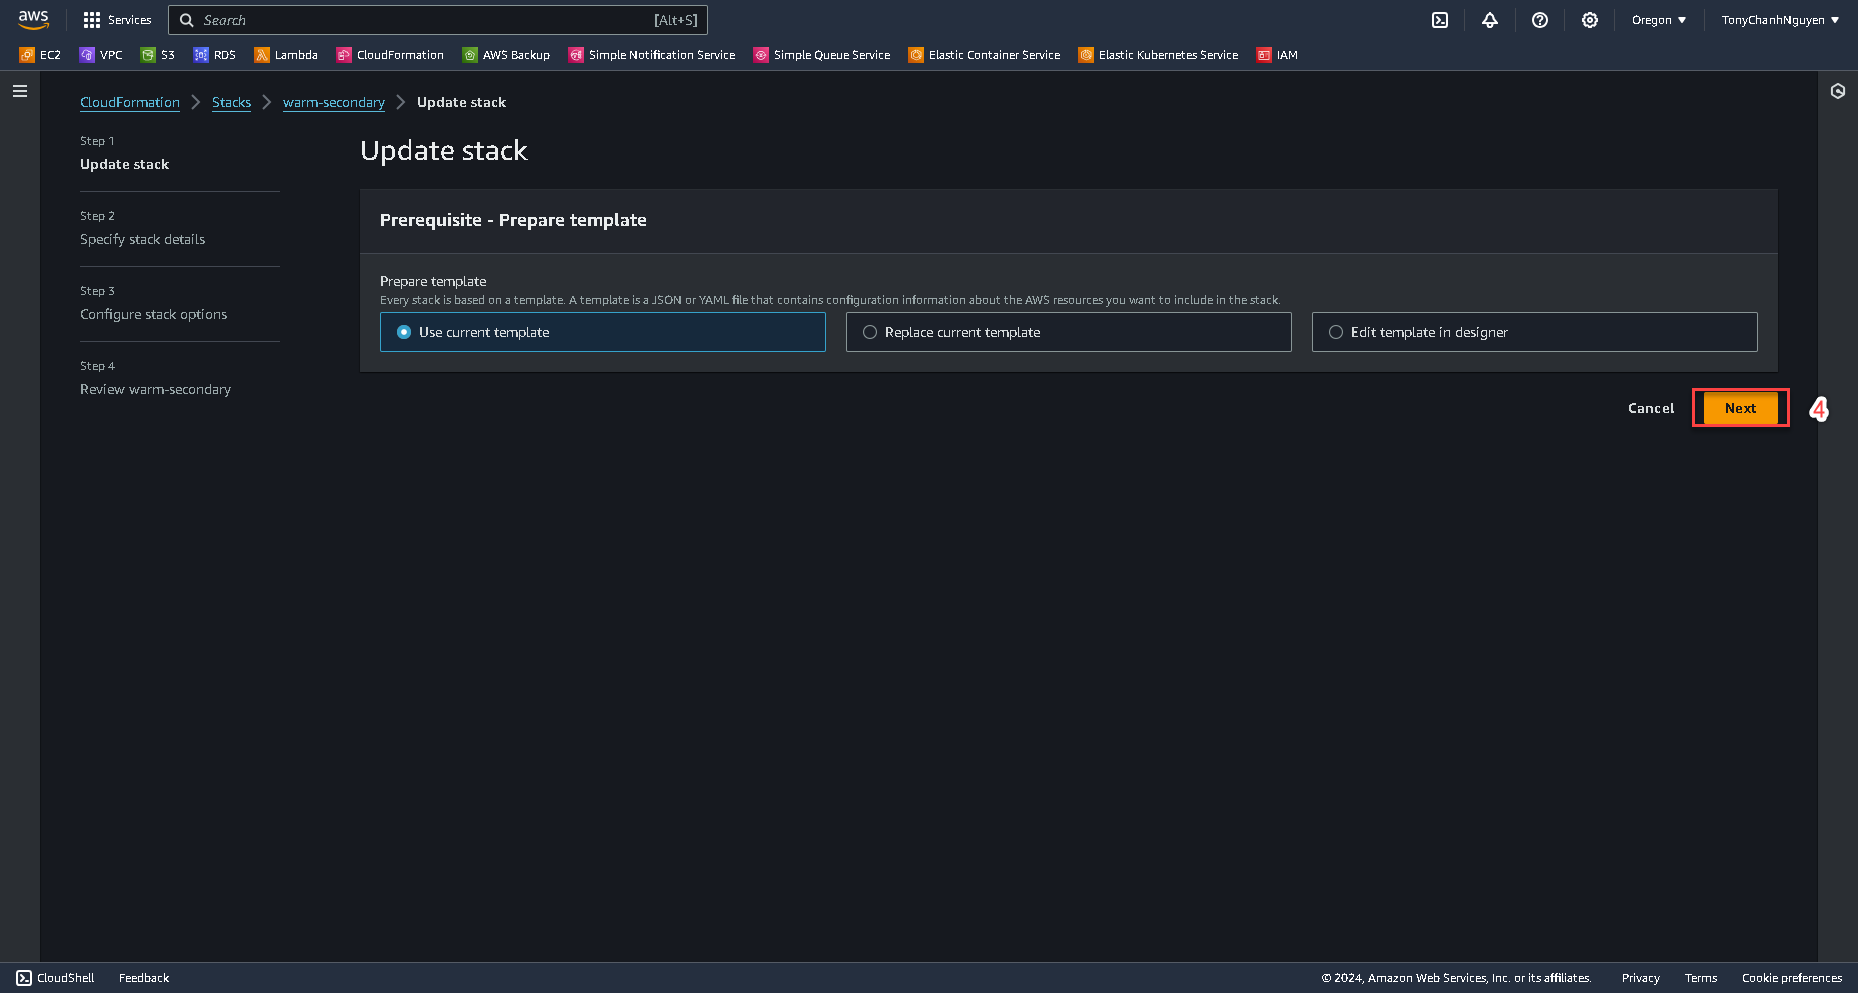 aws
Services
Search
[Alt+S]
Oregon
TonyChanhNguyen
EC2
VPC
S3
RDS
Lambda
CloudFormation
AWS Backup
Simple Notification Service
Simple Queue Service
Elastic Container Service
Elastic Kubernetes Service
IAM
CloudFormation
Stacks
warm-secondary
Update stack
Step 1
Update stack
Step 2
Specify stack details
Step 3
Configure stack options
Step 4
Review warm-secondary
Update stack
Prerequisite - Prepare template
Prepare template
Every stack is based on a template. A template is a JSON or YAML file that contains configuration information about the AWS resources you want to include in the stack.
Use current template
Replace current template
Edit template in designer
Cancel
Next
4
CloudShell
Feedback
© 2024, Amazon Web Services, Inc. or its affiliates.
Privacy
Terms
Cookie preferences